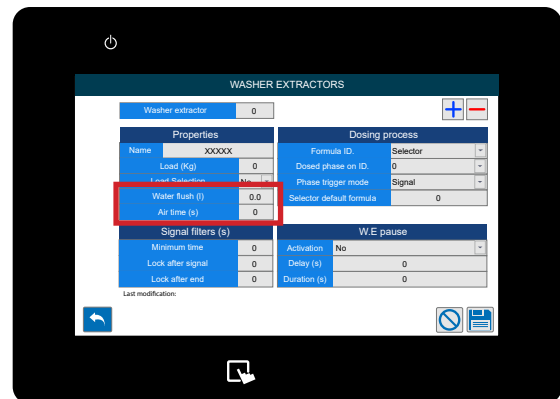 WASHER EXTRACTORS
Washer extractor 0
Properties
Name XXXXX
Load (Kg) 0
Load Selection No
Water flush (l) 0.0
Air time (s) 0
Dosing process
Formula ID. Selector
Dosed phase on ID. 0
Phase trigger mode Signal
Selector default formula 0
Signal filters (s)
Minimum time 0
Lock after signal 0
Lock after end 0
W.E pause
Activation No
Delay (s) 0
Duration (s) 0
Last modification: